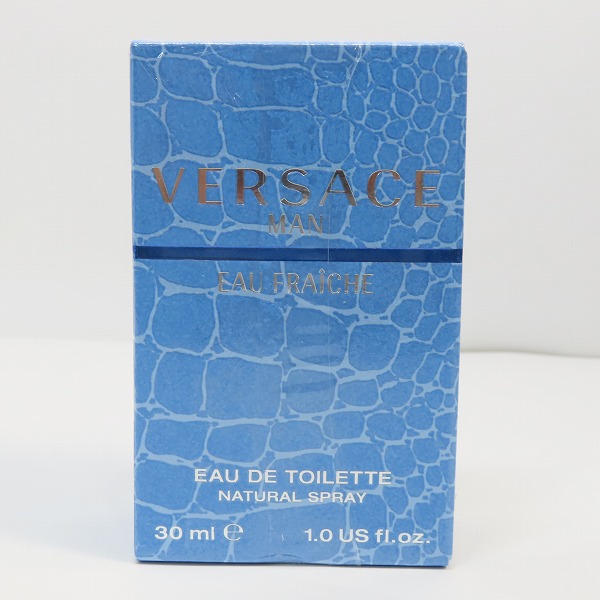 VERSACE
MAN
EAU FRAÎCHE
EAU DE TOILETTE
NATURAL SPRAY
30 ml ℮ 1.0 US fl.oz.